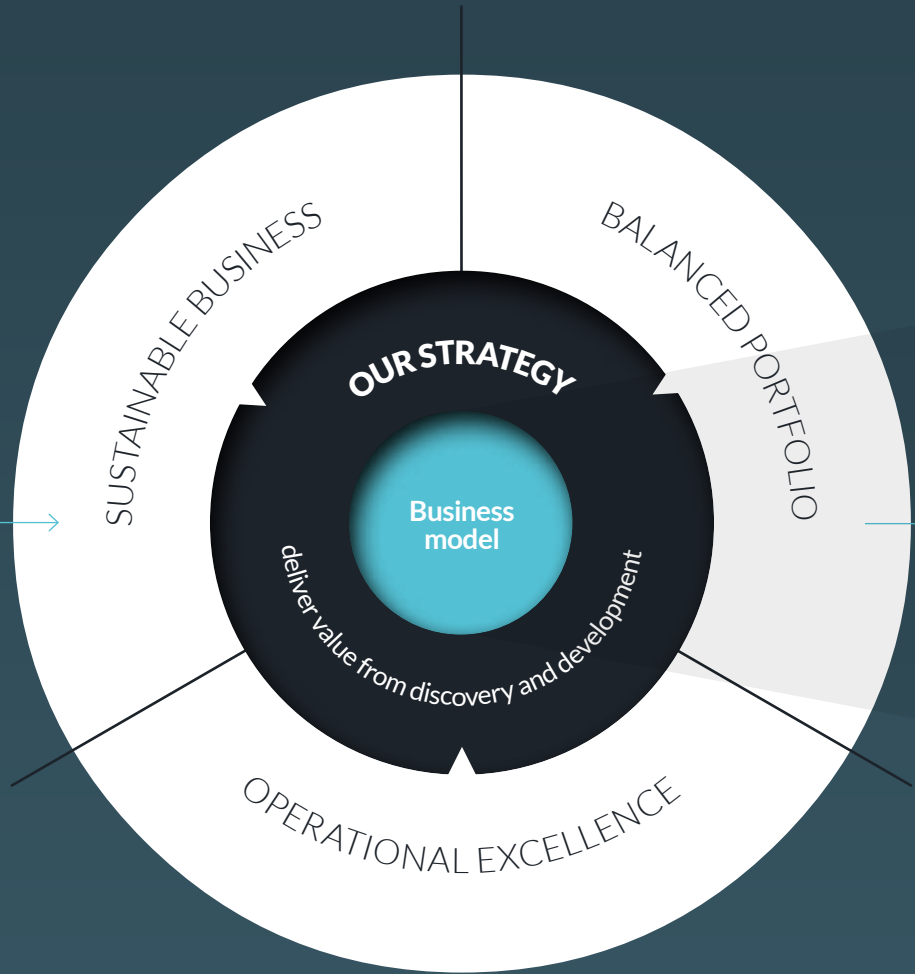 SUSTAINABLE BUSINESS
BALANCED PORTFOLIO
OUR STRATEGY
Business
model
deliver value from discovery and development
OPERATIONAL EXCELLENCE